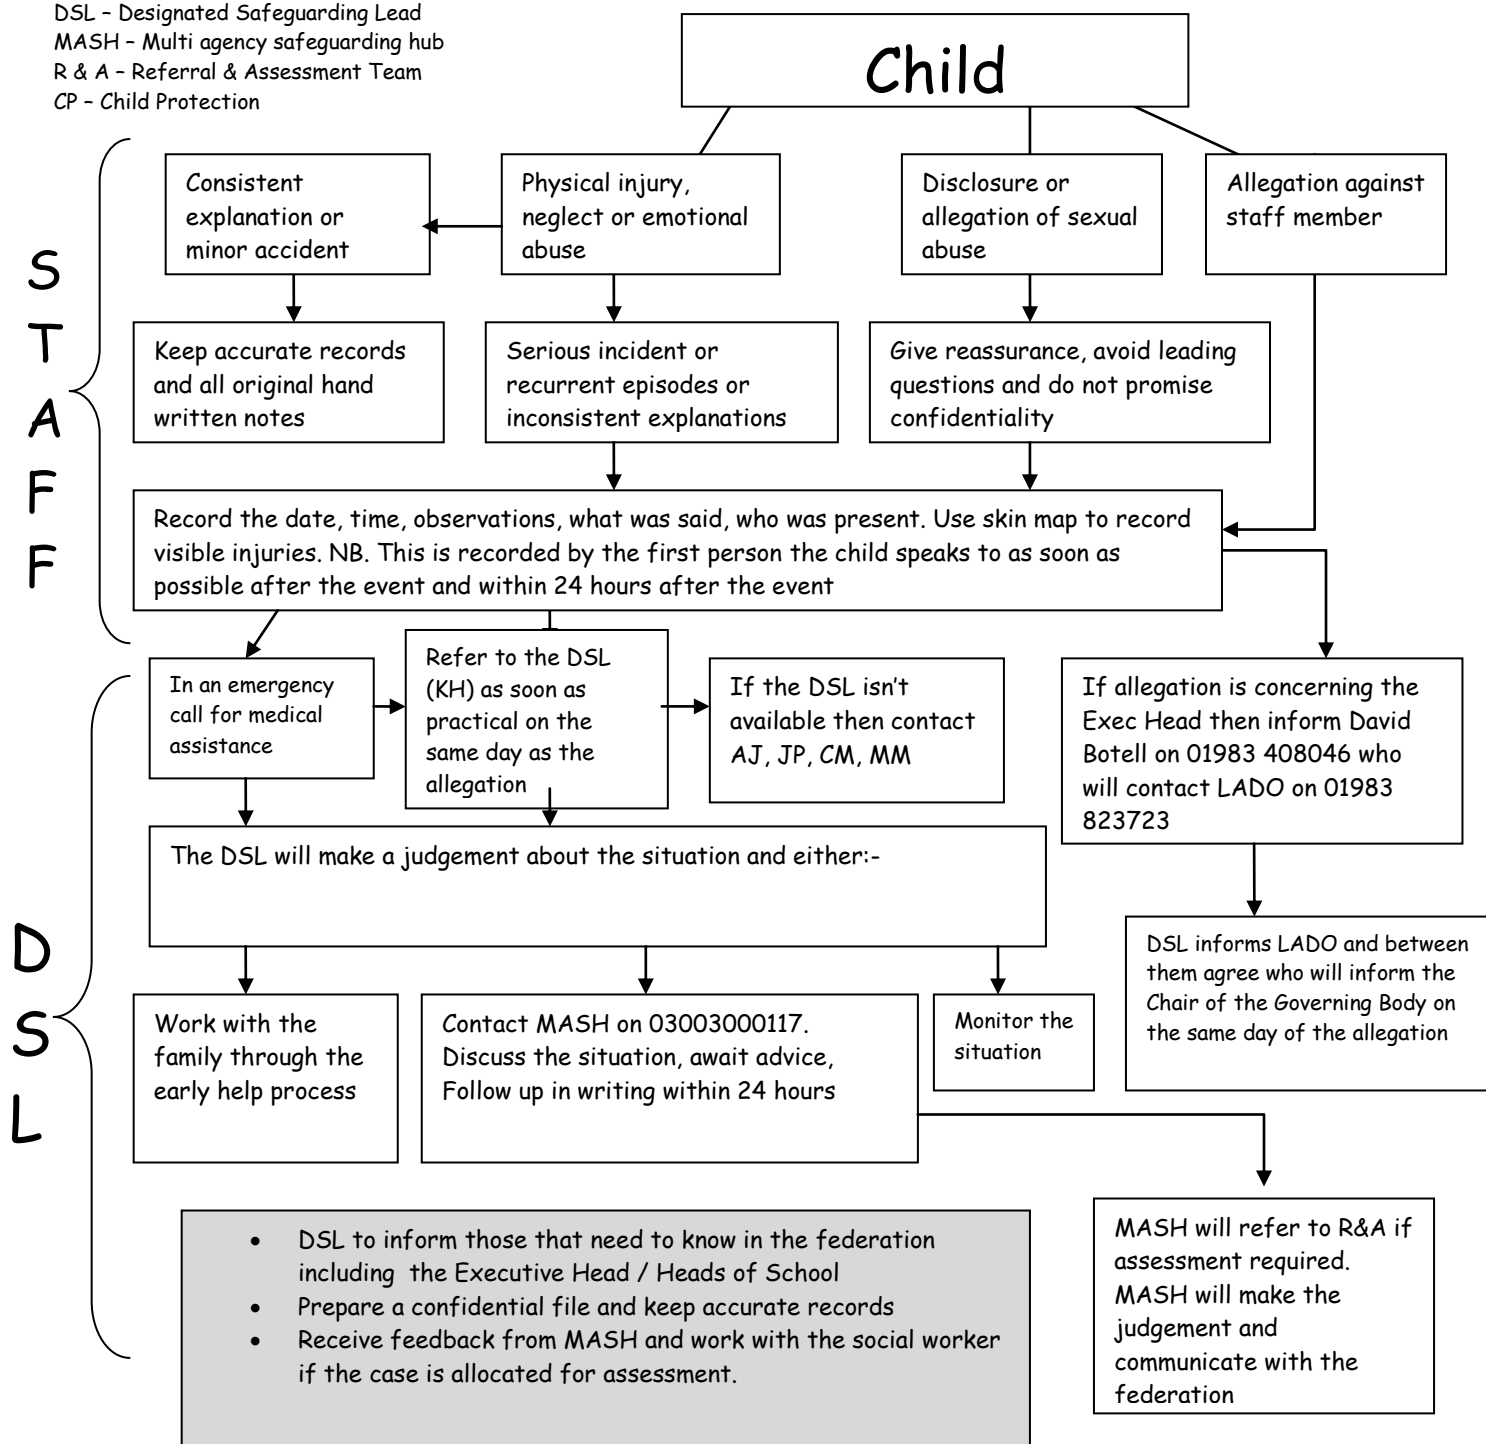 DSL – Designated Safeguarding Lead
MASH – Multi agency safeguarding hub
R & A – Referral & Assessment Team
CP – Child Protection
Child
STAFF
Consistent
explanation or
minor accident
Physical injury,
neglect or emotional
abuse
Disclosure or
allegation of sexual
abuse
Allegation against
staff member
Keep accurate records
and all original hand
written notes
Serious incident or
recurrent episodes or
inconsistent explanations
Give reassurance, avoid leading
questions and do not promise
confidentiality
Record the date, time, observations, what was said, who was present. Use skin map to record
visible injuries. NB. This is recorded by the first person the child speaks to as soon as
possible after the event and within 24 hours after the event
DSL
In an emergency
call for medical
assistance
Refer to the DSL
(KH) as soon as
practical on the
same day as the
allegation
If the DSL isn't
available then contact
AJ, JP, CM, MM
If allegation is concerning the
Exec Head then inform David
Botell on 01983 408046 who
will contact LADO on 01983
823723
The DSL will make a judgement about the situation and either:-
DSL informs LADO and between
them agree who will inform the
Chair of the Governing Body on
the same day of the allegation
Work with the
family through the
early help process
Contact MASH on 03003000117.
Discuss the situation, await advice,
Follow up in writing within 24 hours
Monitor the
situation
• DSL to inform those that need to know in the federation
including the Executive Head / Heads of School
• Prepare a confidential file and keep accurate records
• Receive feedback from MASH and work with the social worker
if the case is allocated for assessment.
MASH will refer to R&A if
assessment required.
MASH will make the
judgement and
communicate with the
federation